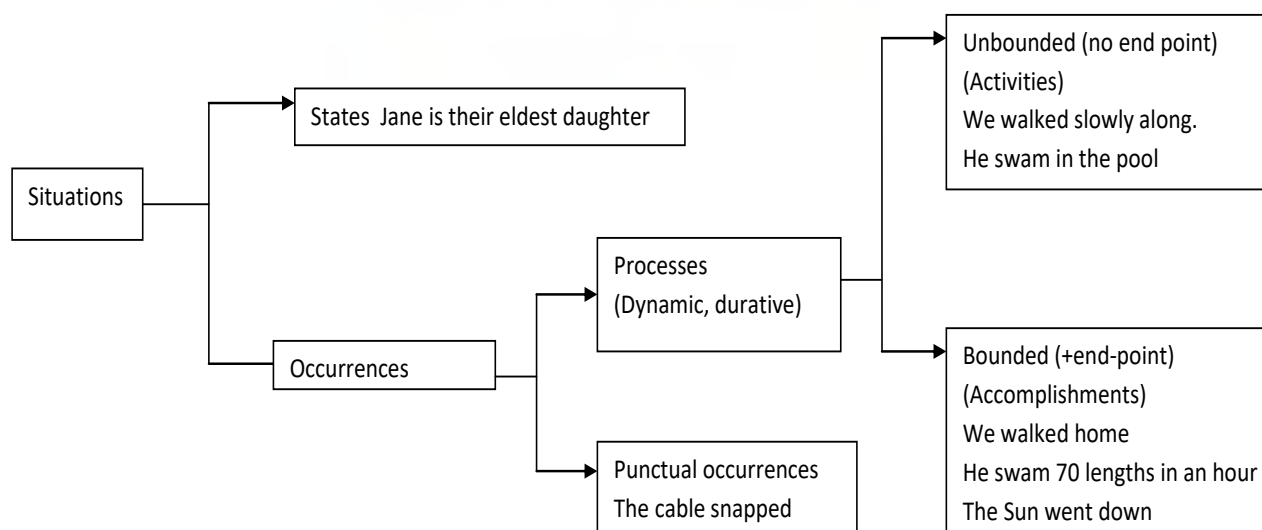 Situations
States  Jane is their eldest daughter
Occurrences
Processes
(Dynamic, durative)
Punctual occurrences
The cable snapped
Unbounded (no end point)
(Activities)
We walked slowly along.
He swam in the pool
Bounded (+end-point)
(Accomplishments)
We walked home
He swam 70 lengths in an hour
The Sun went down